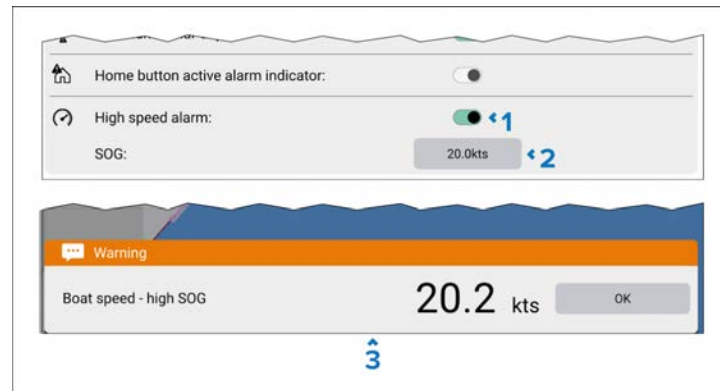 Home button active alarm indicator:
High speed alarm:
1
SOG:
20.0kts
2
Warning
Boat speed - high SOG
20.2 kts
OK
3